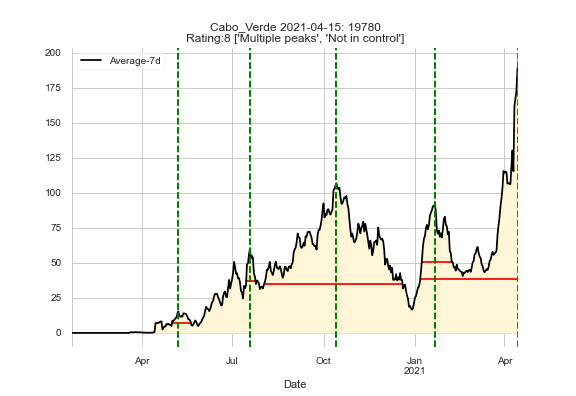 Cabo_Verde 2021-04-15: 19780
Rating:8 ['Multiple peaks', 'Not in control']
Average-7d
200
175
150
125
100
75
50
25
0
Apr Jul Oct Jan Apr
2021
Date